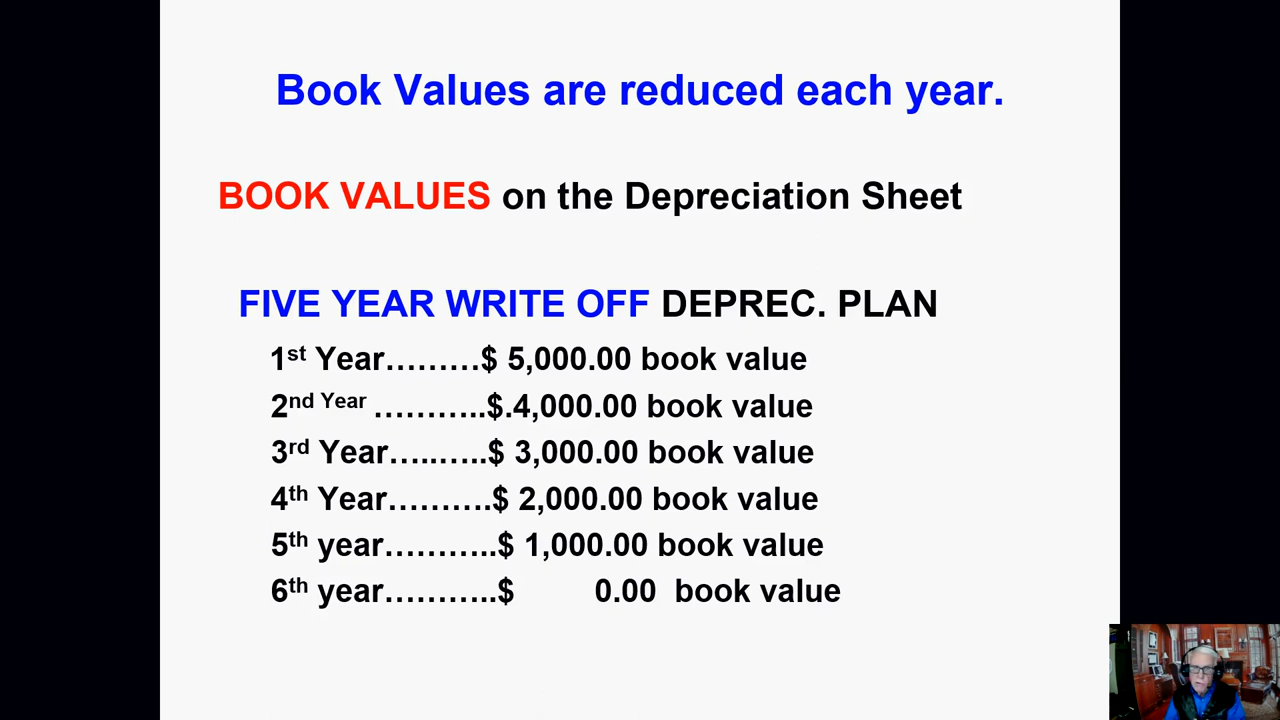 Book Values are reduced each year.
BOOK VALUES on the Depreciation Sheet
FIVE YEAR WRITE OFF DEPREC. PLAN
1st Year………$ 5,000.00 book value
2nd Year ………..$.4,000.00 book value
3rd Year…..…..$ 3,000.00 book value
4th Year……….$ 2,000.00 book value
5th year………..$ 1,000.00 book value
6th year………..$ 0.00 book value